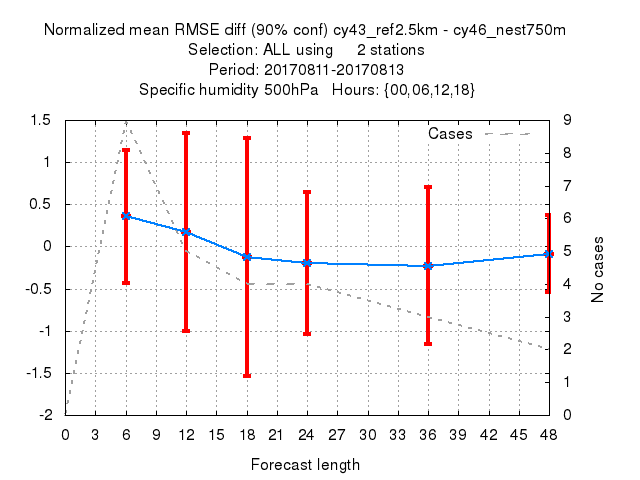 Normalized mean RMSE diff (90% conf) cy43_ref2.5km - cy46_nest750m
Selection: ALL using 2 stations
Period: 20170811-20170813
Specific humidity 500hPa Hours: {00,06,12,18}
Cases
1.5
1
0.5
0
-0.5
-1
-1.5
-2
9
8
7
6
5
4
3
2
1
0
No cases
0 3 6 9 12 15 18 21 24 27 30 33 36 39 42 45 48
Forecast length